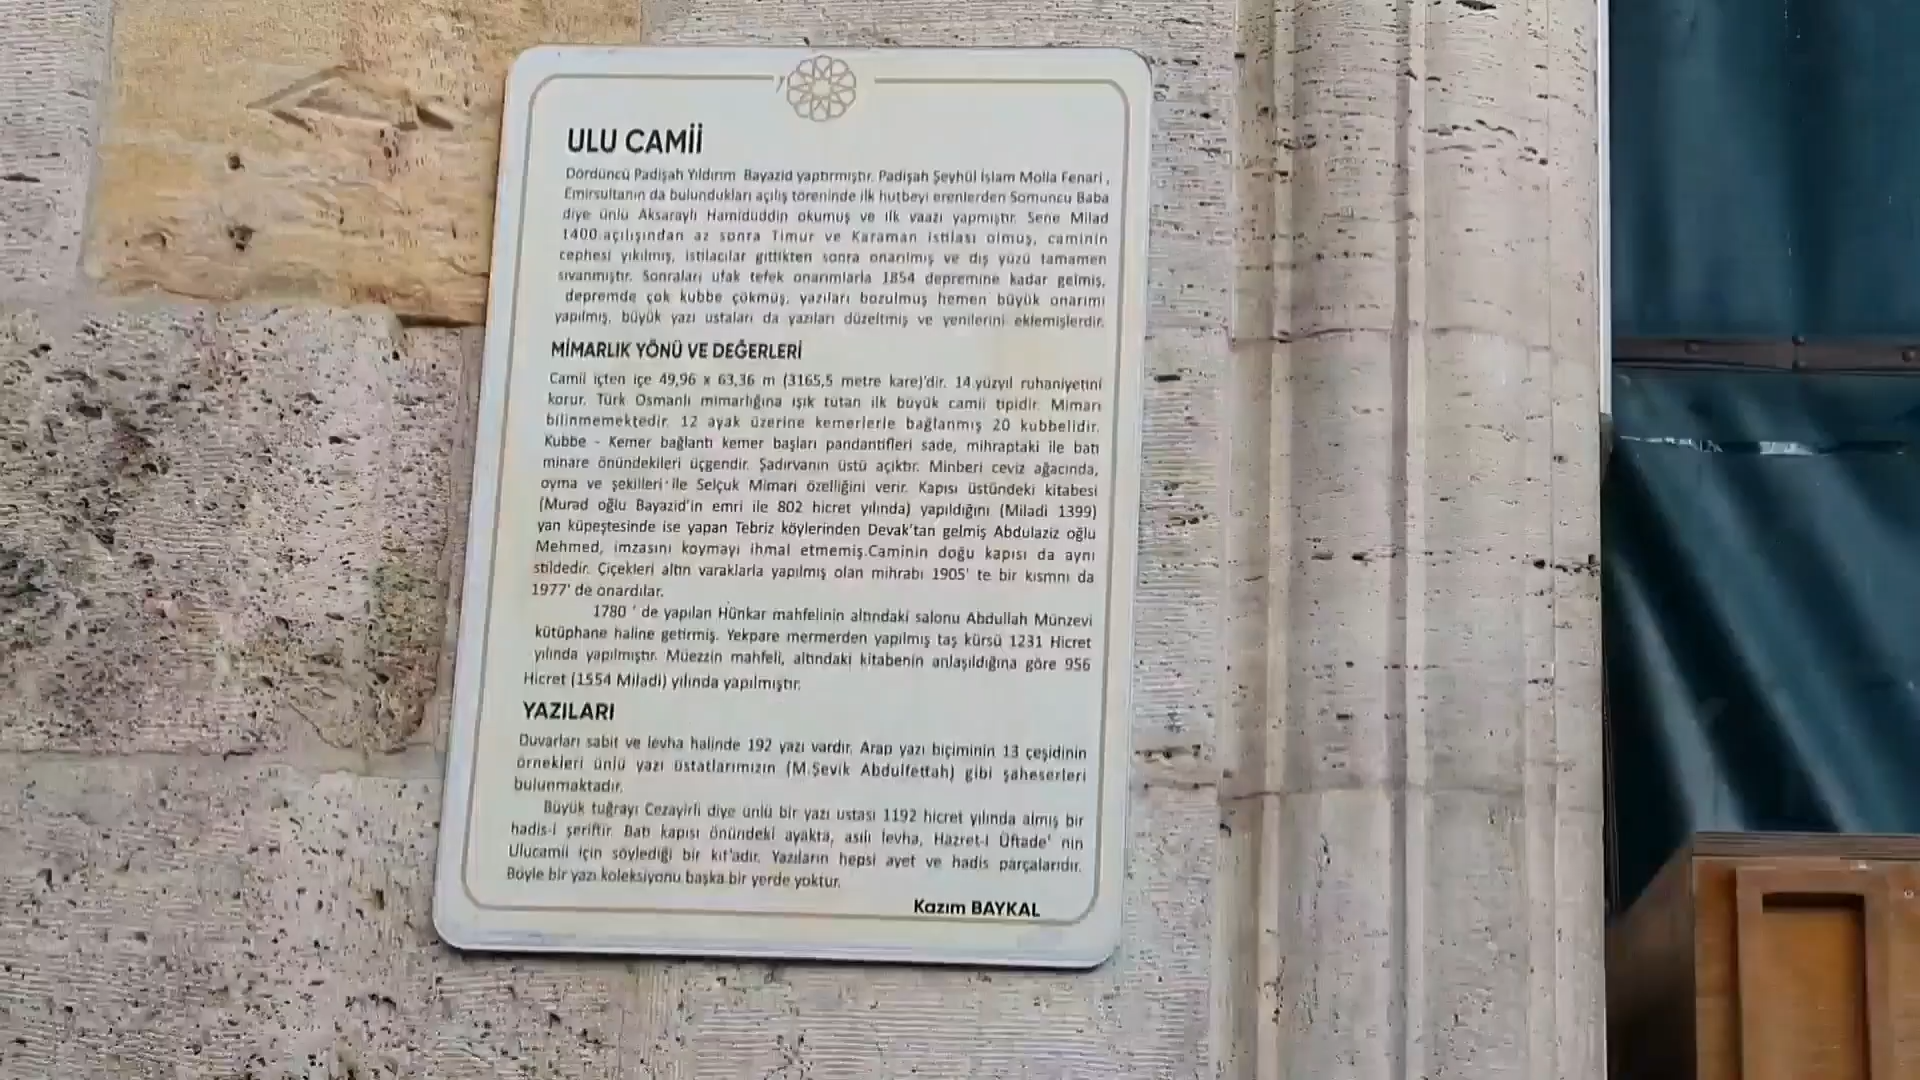 ULU CAMİİ
Dördüncü Padişah Yıldırım Bayazid yaptırmıştır. Padişah Şeyhül İslam Molla Fenari ,
Emirsultanın da bulundukları açılış töreninde ilk hutbeyi erenlerden Somuncu Baba
diye ünlü Aksaraylı Hamiduddin okumuş ve ilk vaazı yapmıştır. Sene Milad
1400 açılışından az sonra Timur ve Karaman istilası olmuş, caminin
cephesi yıkılmış, istilacılar gittikten sonra onarılmış ve dış yüzü tamamen
sıvanmıştır. Sonraları ufak tefek onarımlarla 1854 depremine kadar gelmiş,
depremde çok kubbe çökmüş, yazıları bozulmuş hemen büyük onarımı
yapılmış, büyük yazı ustaları da yazıları düzeltmiş ve yenilerini eklemişlerdir.
MİMARLIK YÖNÜ VE DEĞERLERİ
Camii içten içe 49,96 x 63,36 m (3165,5 metre kare)'dir. 14.yüzyıl ruhaniyetini
korur. Türk Osmanlı mimarlığına ışık tutan ilk büyük camii tipidir. Mimarı
bilinmemektedir. 12 ayak üzerine kemerlerle bağlanmış 20 kubbelidir.
Kubbe - Kemer bağlantı kemer başları pandantifleri sade, mihraptaki ile batı
minare önündekileri üçgendir. Şadırvanın üstü açıktır. Minberi ceviz ağacında,
oyma ve şekilleri ile Selçuk Mimari özelliğini verir. Kapısı üstündeki kitabesi
(Murad oğlu Bayazid'in emri ile 802 hicret yılında) yapıldığını (Miladi 1399)
yan küpeştesinde ise yapan Tebriz köylerinden Devak'tan gelmiş Abdulaziz oğlu
Mehmed, imzasını koymayı ihmal etmemiş.Caminin doğu kapısı da aynı
stildedir. Çiçekleri altın varaklarla yapılmış olan mihrabı 1905' te bir kısmnı da
1977' de onardılar.
1780 ' de yapılan Hünkar mahfelinin altındaki salonu Abdullah Münzevi
kütüphane haline getirmiş. Yekpare mermerden yapılmış taş kürsü 1231 Hicret
yılında yapılmıştır. Müezzin mahfeli, altındaki kitabenin anlaşıldığına göre 956
Hicret (1554 Miladi) yılında yapılmıştır.
YAZILARI
Duvarları sabit ve levha halinde 192 yazı vardır. Arap yazı biçiminin 13 çeşidinin
örnekleri ünlü yazı üstatlarımızın (M.Şevik Abdulfettah) gibi şaheserleri
bulunmaktadır.
Büyük tuğrayı Cezayirli diye ünlü bir yazı ustası 1192 hicret yılında almış bir
hadis-i şeriftir. Batı kapısı önündeki ayakta, asılı levha, Hazret-i Üftade' nin
Ulucamii için söylediği bir kıt'adır. Yazıların hepsi ayet ve hadis parçalarıdır.
Böyle bir yazı koleksiyonu başka bir yerde yoktur.
Kazım BAYKAL